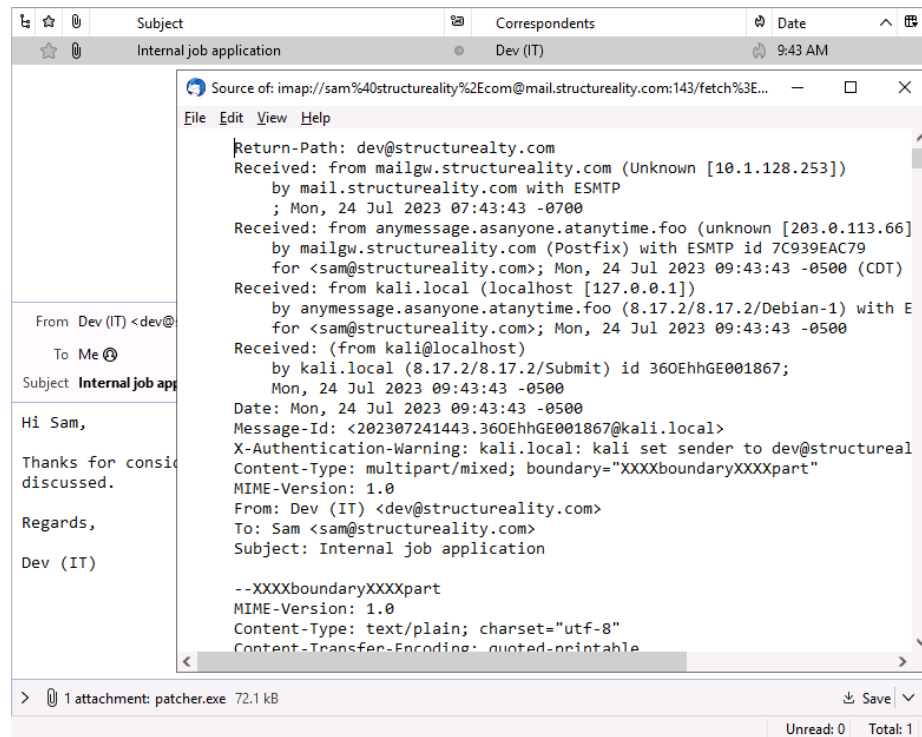 Subject Correspondents Date
Internal job application Dev (IT) 9:43 AM
Source of: imap://sam%40structureality%2Ecom@mail.structureality.com:143/fetch%3E...
File Edit View Help
Return-Path: dev@structurealty.com
Received: from mailgw.structureality.com (Unknown [10.1.128.253])
by mail.structureality.com with ESMTP
; Mon, 24 Jul 2023 07:43:43 -0700
Received: from anymessage.asanyone.atanytime.foo (unknown [203.0.113.66]
by mailgw.structureality.com (Postfix) with ESMTP id 7C939EAC79
for <sam@structureality.com>; Mon, 24 Jul 2023 09:43:43 -0500 (CDT)
Received: from kali.local (localhost [127.0.0.1])
by anymessage.asanyone.atanytime.foo (8.17.2/8.17.2/Debian-1) with E
for <sam@structureality.com>; Mon, 24 Jul 2023 09:43:43 -0500
Received: (from kali@localhost)
by kali.local (8.17.2/8.17.2/Submit) id 36OEhhGE001867;
Mon, 24 Jul 2023 09:43:43 -0500
Date: Mon, 24 Jul 2023 09:43:43 -0500
Message-Id: <202307241443.36OEhhGE001867@kali.local>
X-Authentication-Warning: kali.local: kali set sender to dev@structureal
Content-Type: multipart/mixed; boundary="XXXXboundaryXXXXpart"
MIME-Version: 1.0
From: Dev (IT) <dev@structureality.com>
To: Sam <sam@structureality.com>
Subject: Internal job application
--XXXXboundaryXXXXpart
MIME-Version: 1.0
Content-Type: text/plain; charset="utf-8"
Content-Transfer-Encoding: quoted-printable
From Dev (IT) <dev@
To Me
Subject Internal job app
Hi Sam,
Thanks for consid
discussed.
Regards,
Dev (IT)
1 attachment: patcher.exe 72.1 kB Save
Unread: 0 Total: 1